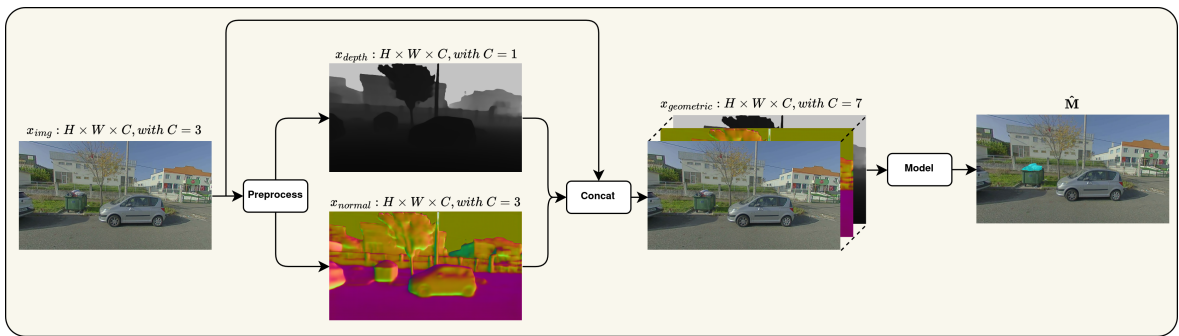 x_{img} : H × W × C, with C = 3
Preprocess
x_{depth} : H × W × C, with C = 1
x_{normal} : H × W × C, with C = 3
Concat
x_{geometric} : H × W × C, with C = 7
Model
M̂